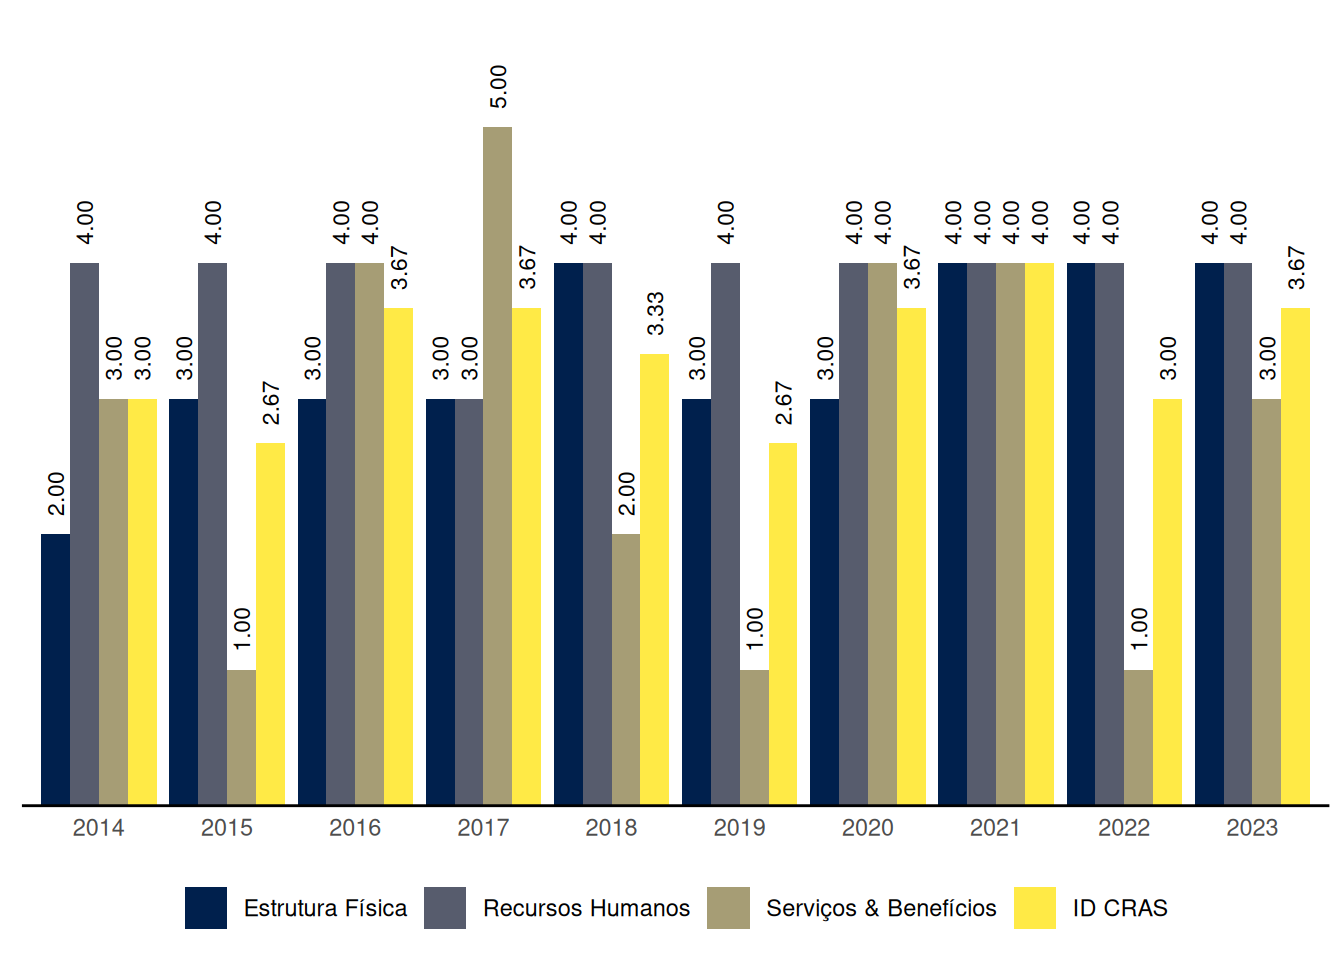 5.00
4.00 4.00 4.00 4.00 4.00 4.00 4.00 4.00 4.00 4.00 4.00 4.00 4.00 4.00 4.00 4.00 4.00
3.67 3.67 3.67 3.67
3.33
3.00 3.00 3.00 3.00 3.00 3.00 3.00 3.00 3.00 3.00
2.67 2.67
2.00 2.00
1.00 1.00 1.00
2014 2015 2016 2017 2018 2019 2020 2021 2022 2023
Estrutura Física Recursos Humanos Serviços & Benefícios ID CRAS